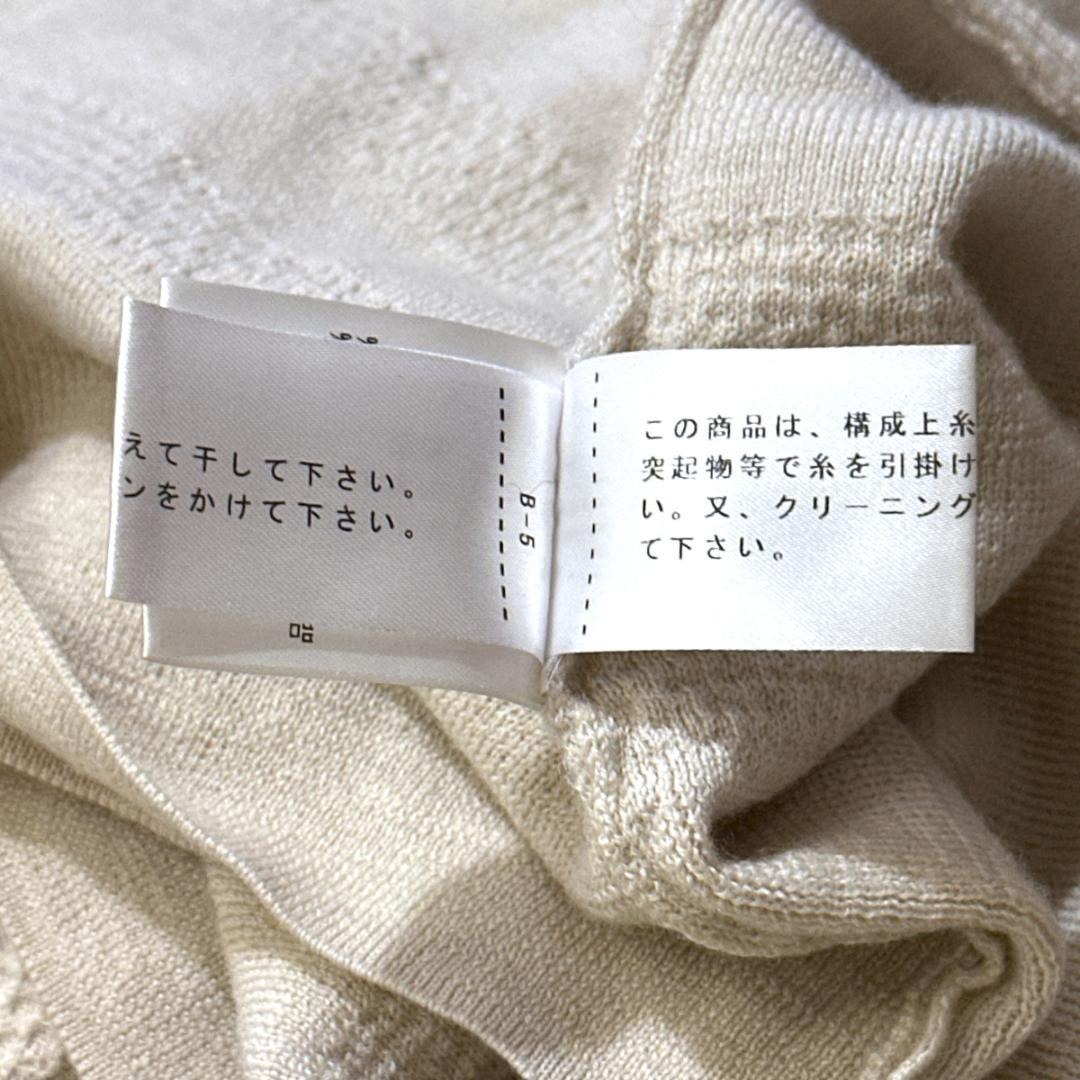 えて干して下さい。
ンをかけて下さい。
B-5
この商品は、構成上糸
突起物等で糸を引掛け
い。又、クリーニング
て下さい。